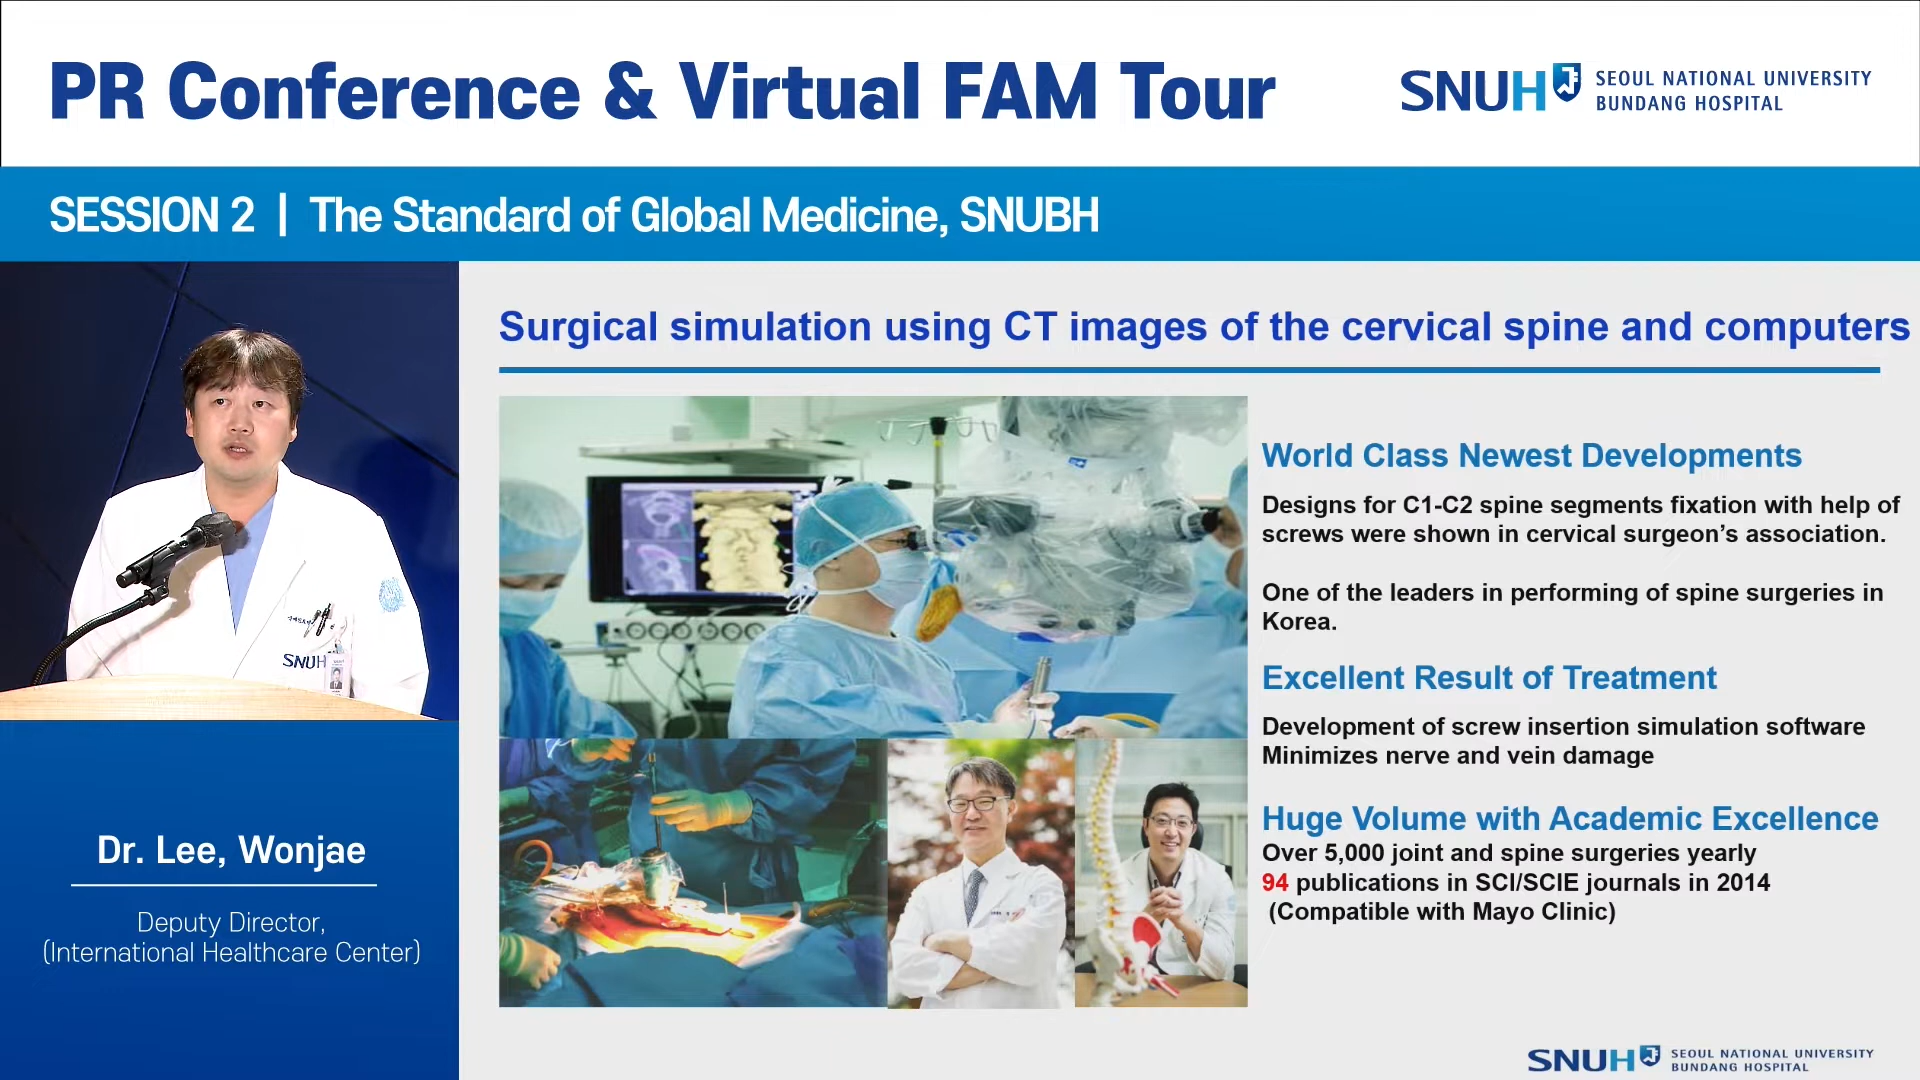 PR Conference & Virtual FAM Tour
SNUH SEOUL NATIONAL UNIVERSITY
BUNDANG HOSPITAL
SESSION 2 | The Standard of Global Medicine, SNUBH
Surgical simulation using CT images of the cervical spine and computers
World Class Newest Developments
Designs for C1-C2 spine segments fixation with help of
screws were shown in cervical surgeon’s association.
One of the leaders in performing of spine surgeries in
Korea.
Excellent Result of Treatment
Development of screw insertion simulation software
Minimizes nerve and vein damage
Huge Volume with Academic Excellence
Over 5,000 joint and spine surgeries yearly
94 publications in SCI/SCIE journals in 2014
(Compatible with Mayo Clinic)
SNUH
Dr. Lee, Wonjae
Deputy Director,
(International Healthcare Center)
SNUH SEOUL NATIONAL UNIVERSITY
BUNDANG HOSPITAL